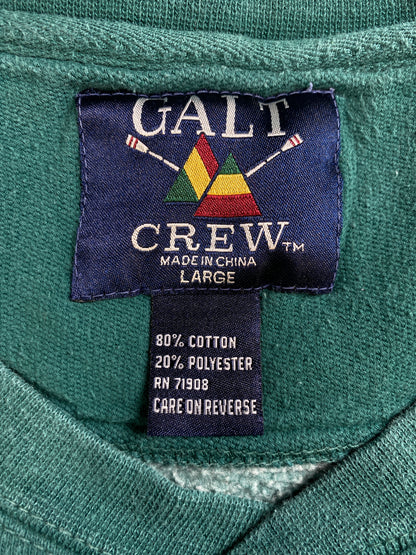 GALT
CREW™
MADE IN CHINA
LARGE
80% COTTON
20% POLYESTER
RN 71908
CARE ON REVERSE